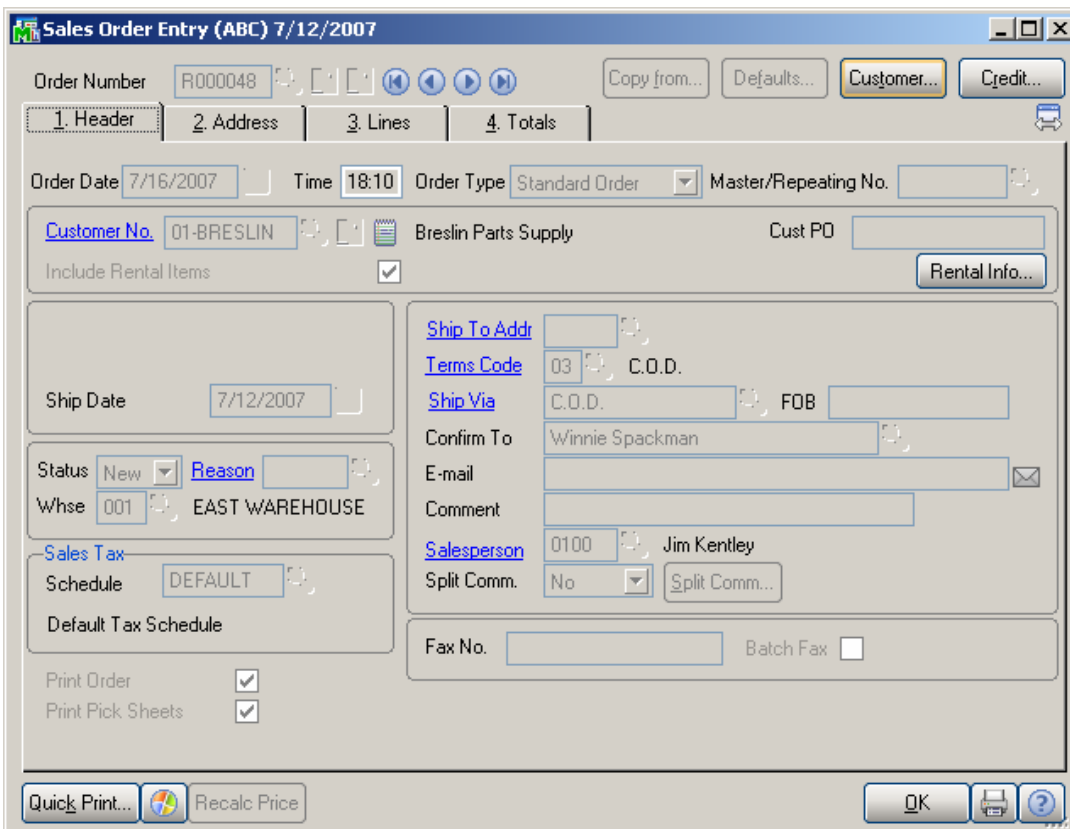 Sales Order Entry (ABC) 7/12/2007
Order Number R000048 Copy from... Defaults... Customer... Credit...
1. Header 2. Address 3. Lines 4. Totals
Order Date 7/16/2007 Time 18:10 Order Type Standard Order Master/Repeating No.
Customer No. 01-BRESLIN Breslin Parts Supply Cust PO
Include Rental Items Rental Info...
Ship To Addr
Terms Code 03 C.O.D.
Ship Date 7/12/2007
Ship Via C.O.D. FOB
Confirm To Winnie Spackman
Status New Reason
E-mail
Whse 001 EAST WAREHOUSE
Comment
Sales Tax
Salesperson 0100 Jim Kentley
Schedule DEFAULT
Split Comm. No Split Comm...
Default Tax Schedule
Fax No. Batch Fax
Print Order
Print Pick Sheets
Quick Print... Recalc Price OK